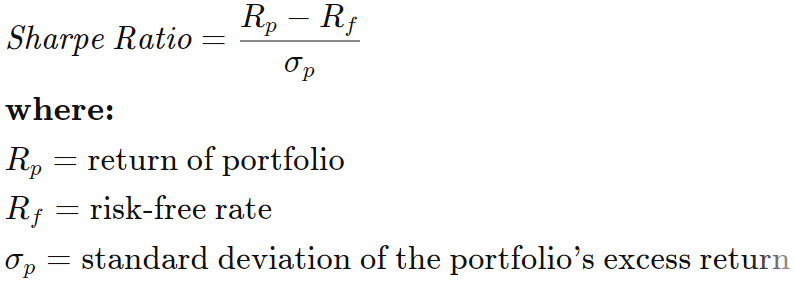 Sharpe Ratio = \frac{R_p − R_f}{σ_p}
where:
R_p = return of portfolio
R_f = risk-free rate
σ_p = standard deviation of the portfolio’s excess return